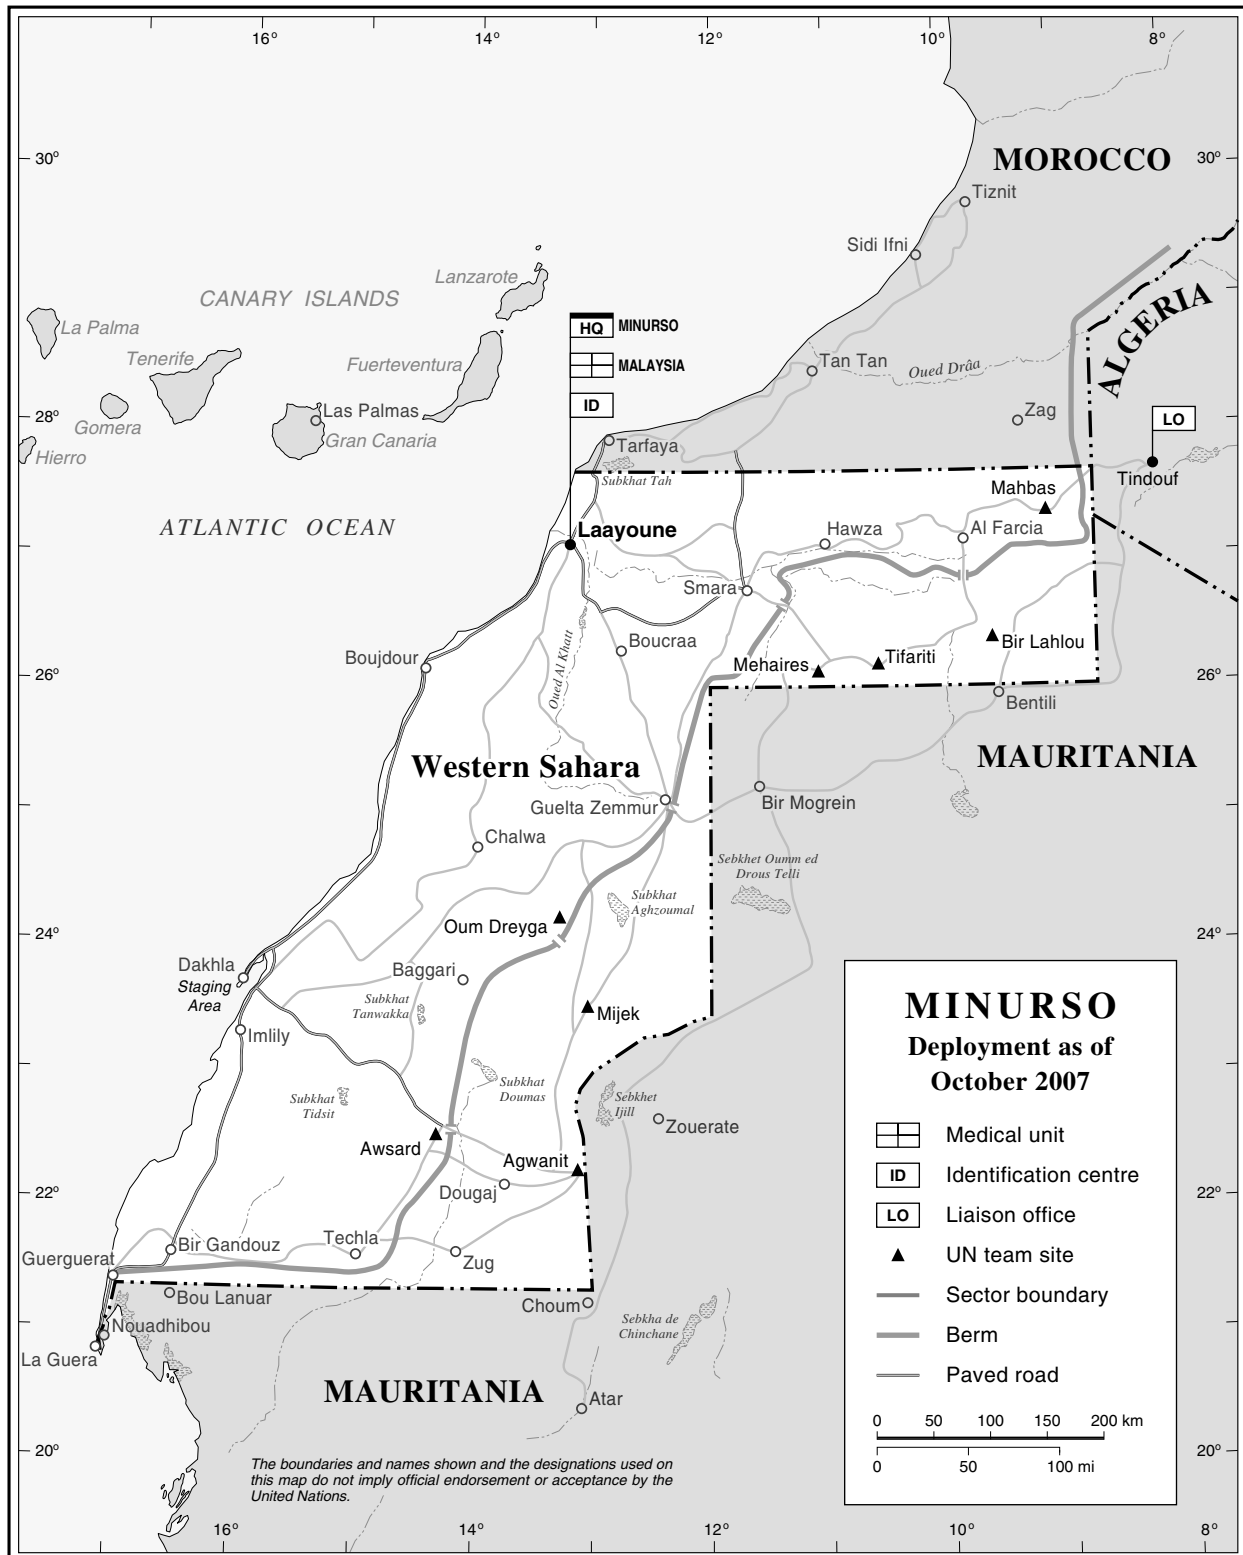 16°
14°
12°
10°
8°
30°
MOROCCO
30°
Tiznit
Sidi Ifni
Lanzarote
CANARY ISLANDS
ALGERIA
La Palma
HQ
MINURSO
Tenerife
Fuerteventura
MALAYSIA
Tan Tan
Oued Drâa
ID
Las Palmas
Zag
28°
LO
28°
Gomera
Gran Canaria
Tarfaya
Hierro
Subkhat Tah
Tindouf
Mahbas
ATLANTIC OCEAN
Laayoune
Hawza
Al Farcia
Smara
Boucraa
Bir Lahlou
Boujdour
Oued Al Khatt
Mehaires
Tifariti
26°
26°
Bentili
Western Sahara
MAURITANIA
Guelta Zemmur
Bir Mogrein
Chalwa
Sebkhet Oumm ed
Drous Telli
Subkhat
Aghzoumal
Oum Dreyga
24°
24°
Dakhla
Staging
Area
Baggari
Subkhat
Tanwakka
Mijek
Imlily
Subkhat
Doumas
Subkhat
Tidsit
Sebkhet
Ijill
Zouerate
Awsard
Agwanit
22°
Dougaj
22°
Techla
Bir Gandouz
Guerguerat
Zug
Bou Lanuar
Choum
Nouadhibou
Sebkha de
Chinchane
La Guera
MAURITANIA
Atar
20°
20°
The boundaries and names shown and the designations used on
this map do not imply official endorsement or acceptance by the
United Nations.
MINURSO
Deployment as of
October 2007
Medical unit
ID
Identification centre
LO
Liaison office
UN team site
Sector boundary
Berm
Paved road
0 50 100 150 200 km
0 50 100 mi
16°
14°
12°
10°
8°